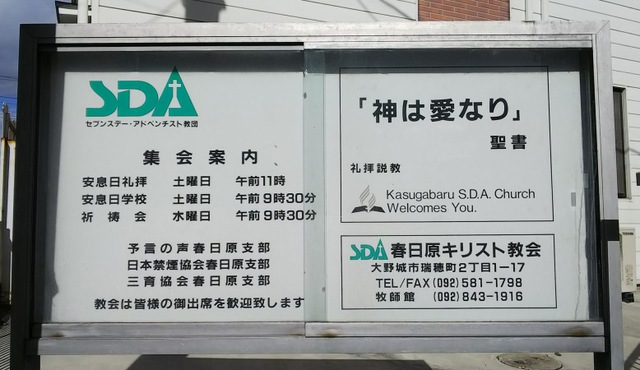 SDA
セブンスデー・アドベンチスト教団
集会案内
安息日礼拝 土曜日 午前11時
安息日学校 土曜日 午前9時30分
祈祷会 水曜日 午前9時30分
予言の声春日原支部
日本禁煙協会春日原支部
三育協会春日原支部
教会は皆様の御出席を歓迎致します
「神は愛なり」
聖書
礼拝説教
Kasugabaru S.D.A. Church
Welcomes You.
SDA 春日原キリスト教会
大野城市瑞穂町2丁目1-17
TEL/FAX(092)581-1798
牧師館 (092)843-1916